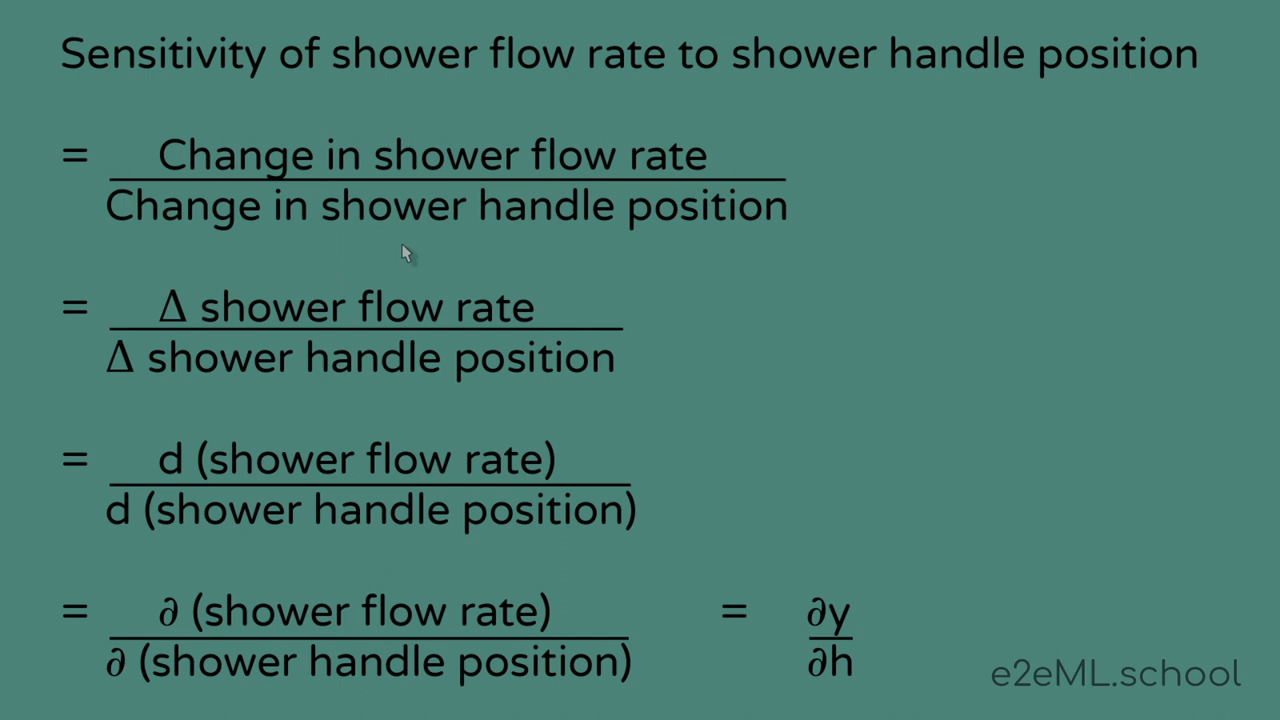 Sensitivity of shower flow rate to shower handle position
= Change in shower flow rate
Change in shower handle position
= Δ shower flow rate
Δ shower handle position
= d (shower flow rate)
d (shower handle position)
= ∂ (shower flow rate) = ∂y
∂ (shower handle position) ∂h
e2eML.school